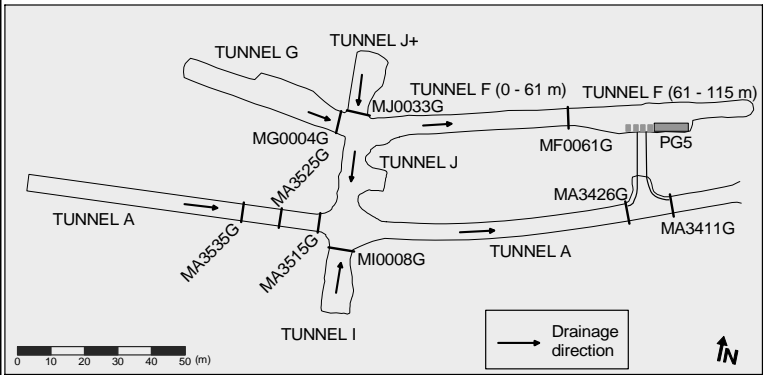 TUNNEL J+
TUNNEL G
TUNNEL F (0 - 61 m)
TUNNEL F (61 - 115 m)
MJ0033G
MG0004G
MF0061G
PG5
MA3525G
TUNNEL J
MA3426G
TUNNEL A
MA3535G
MA3515G
MI0008G
TUNNEL A
MA3411G
TUNNEL I
0 10 20 30 40 50 (m)
Drainage
direction
N